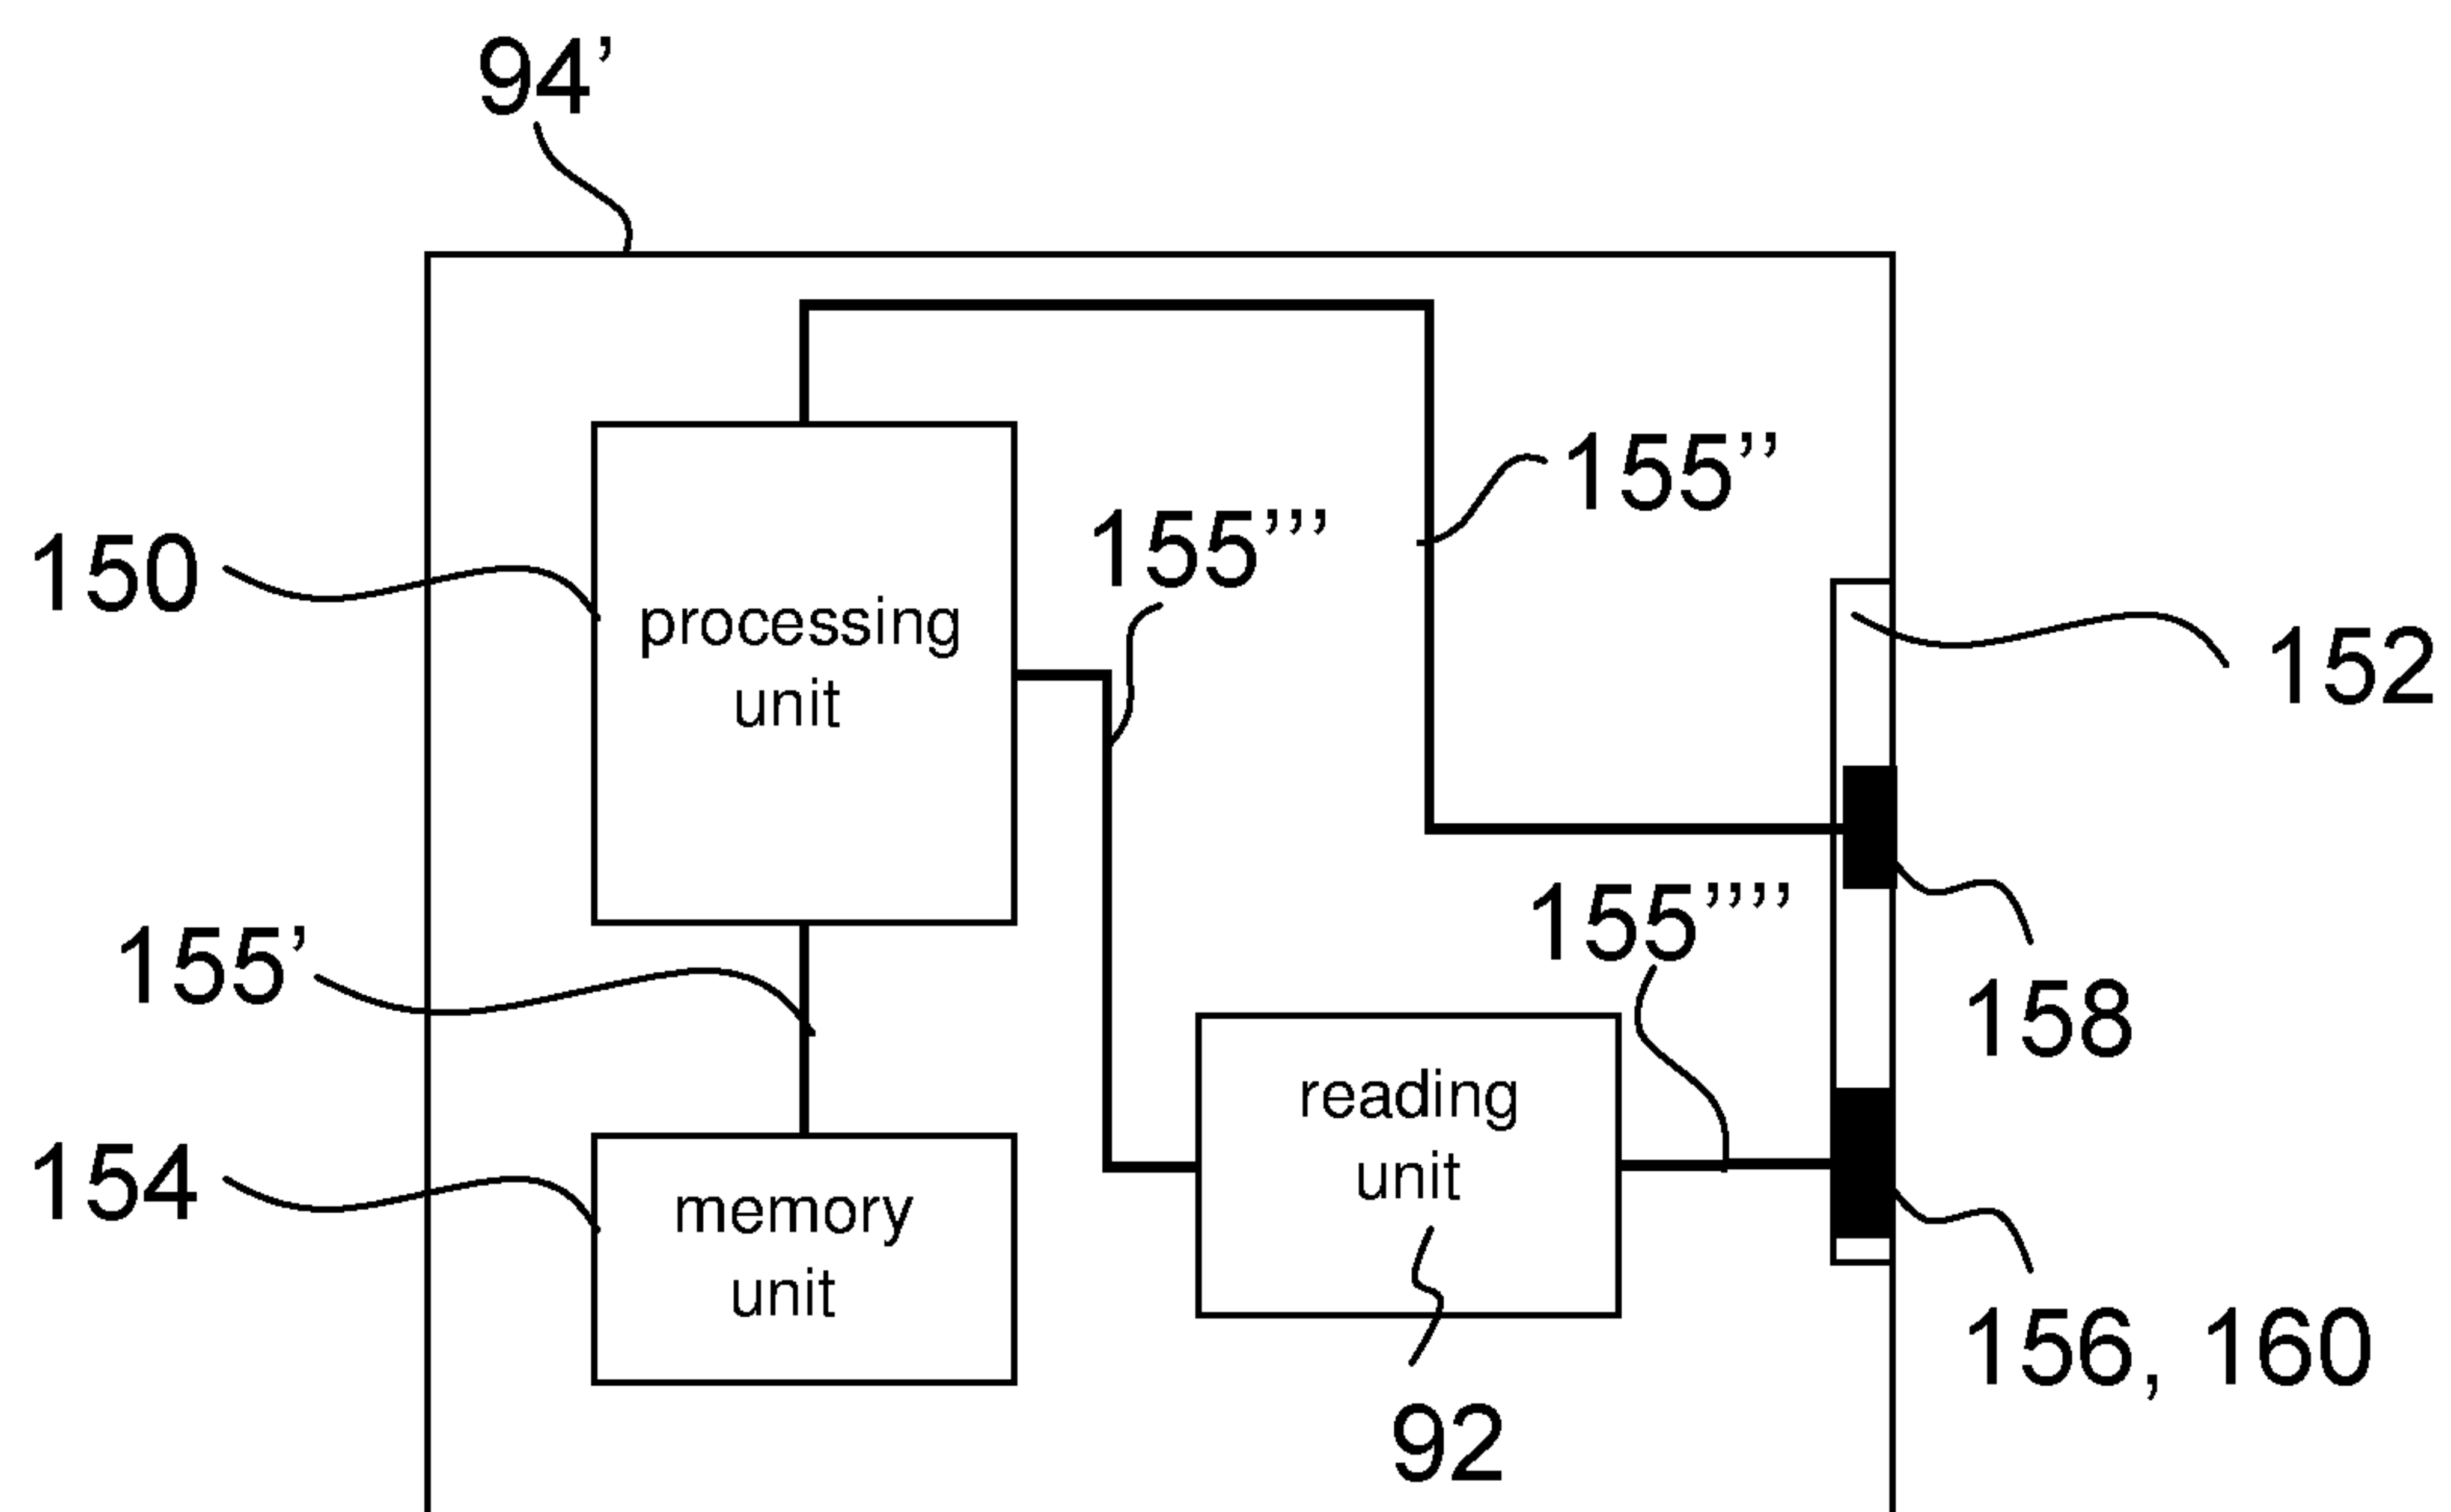 94’
155’’
155’’’
150
processing
unit
152
155’’’’
155’
158
reading
unit
154
memory
unit
156, 160
92